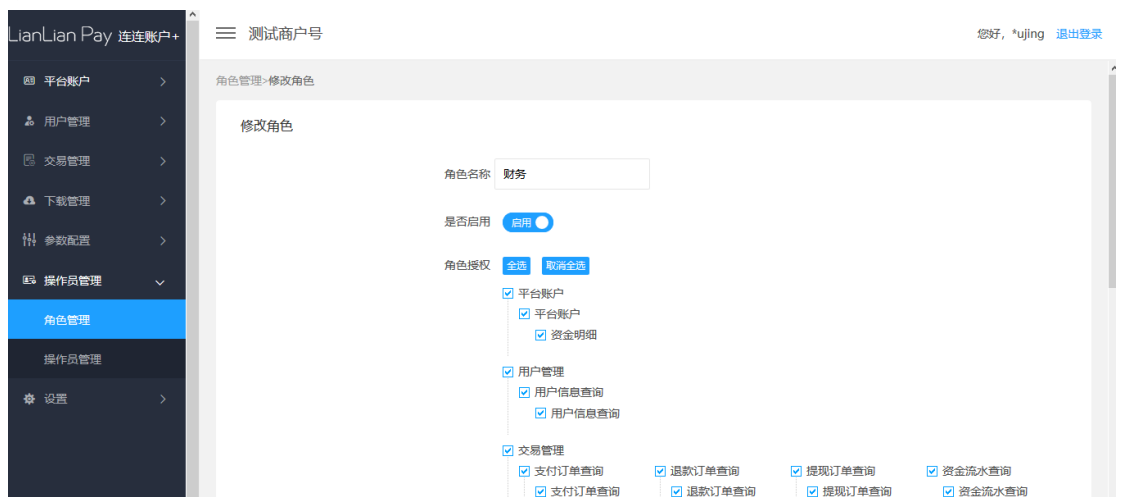 LianLian Pay 连连账户+
测试商户号
您好, *ujing 退出登录
平台账户
用户管理
交易管理
下载管理
参数配置
操作员管理
角色管理
操作员管理
设置
角色管理>修改角色
修改角色
角色名称 财务
是否启用 启用
角色授权 全选 取消全选
平台账户
平台账户
资金明细
用户管理
用户信息查询
用户信息查询
交易管理
支付订单查询 退款订单查询 提现订单查询 资金流水查询
支付订单查询 退款订单查询 提现订单查询 资金流水查询